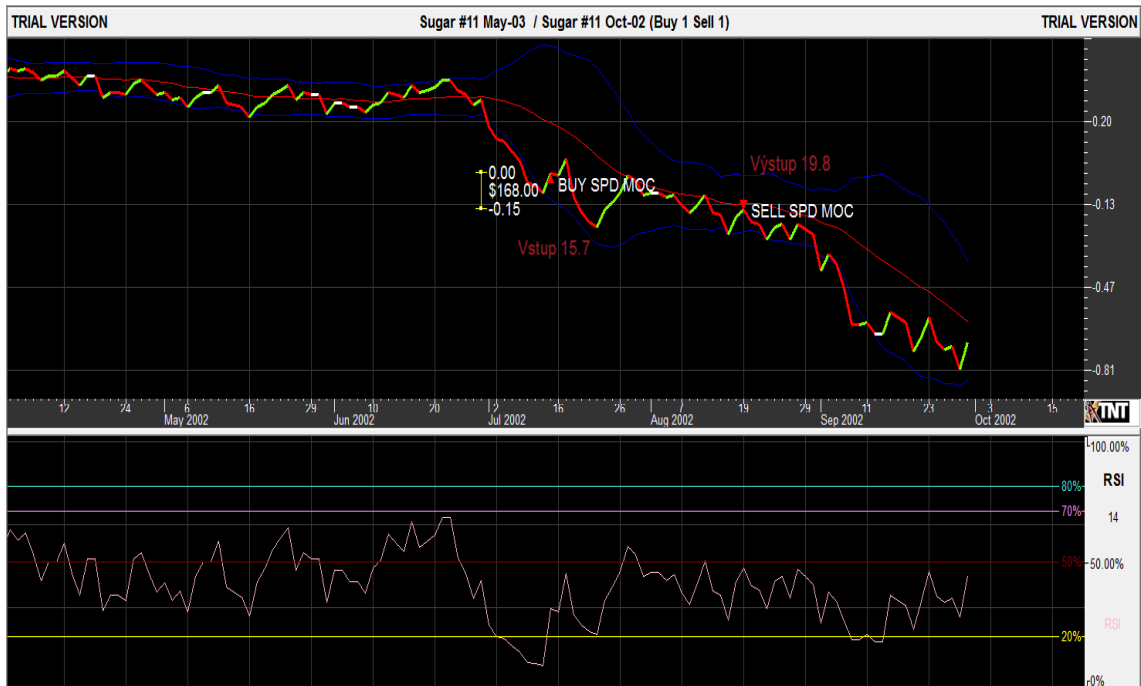 TRIAL VERSION Sugar #11 May-03 / Sugar #11 Oct-02 (Buy 1 Sell 1) TRIAL VERSION
0.20
Výstup 19.8
0.00
$168.00
-0.15
BUY SPD MOC
-0.13
SELL SPD MOC
Vstup 15.7
-0.47
-0.81
12 24 6 16 29 10 20 2 16 26 7 19 29 11 23 3 15
May 2002 Jun 2002 Jul 2002 Aug 2002 Sep 2002 Oct 2002
TNT
100.00%
80%
RSI
70%
14
50%
50.00%
RSI
20%
0%